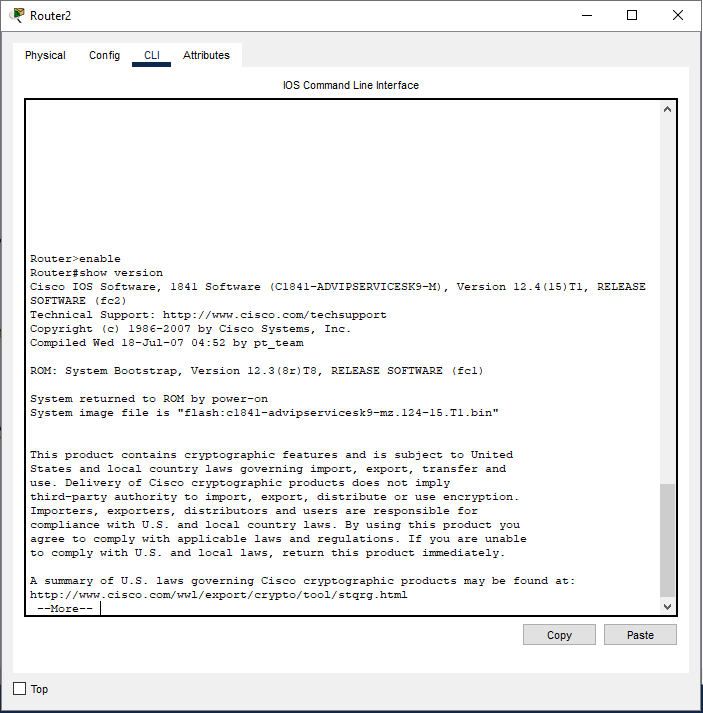 Router2
Physical Config CLI Attributes
IOS Command Line Interface
Router>enable
Router#show version
Cisco IOS Software, 1841 Software (C1841-ADVIPSERVICESK9-M), Version 12.4(15)T1, RELEASE
SOFTWARE (fc2)
Technical Support: http://www.cisco.com/techsupport
Copyright (c) 1986-2007 by Cisco Systems, Inc.
Compiled Wed 18-Jul-07 04:52 by pt_team
ROM: System Bootstrap, Version 12.3(8r)T8, RELEASE SOFTWARE (fc1)
System returned to ROM by power-on
System image file is "flash:c1841-advipservicesk9-mz.124-15.T1.bin"
This product contains cryptographic features and is subject to United
States and local country laws governing import, export, transfer and
use. Delivery of Cisco cryptographic products does not imply
third-party authority to import, export, distribute or use encryption.
Importers, exporters, distributors and users are responsible for
compliance with U.S. and local country laws. By using this product you
agree to comply with applicable laws and regulations. If you are unable
to comply with U.S. and local laws, return this product immediately.
A summary of U.S. laws governing Cisco cryptographic products may be found at:
http://www.cisco.com/wwl/export/crypto/tool/stqrg.html
--More--
Copy Paste
Top